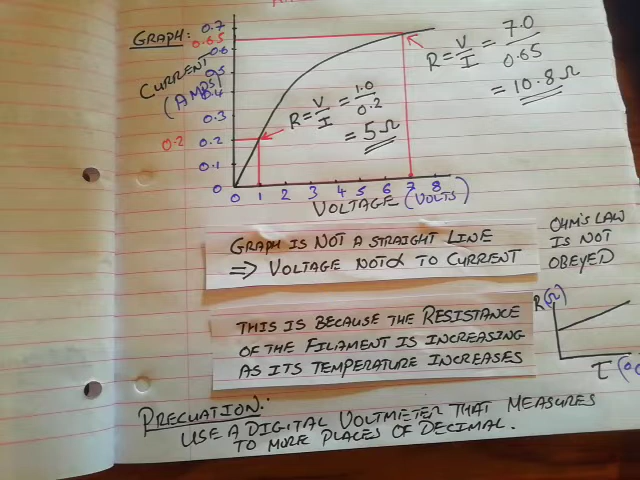 GRAPH:
CURRENT
(AMPS)
0.7
0.65
0.6
0.5
0.4
0.3
0.2
0.2
0.1
0
0 1 2 3 4 5 6 7 8
VOLTAGE (VOLTS)
R = V/I = 1.0/0.2
= 5Ω
R = V/I = 7.0/0.65
= 10.8Ω
GRAPH IS NOT A STRAIGHT LINE
⇒ VOLTAGE NOT ∝ TO CURRENT
OHM'S LAW
IS NOT
OBEYED
THIS IS BECAUSE THE RESISTANCE
OF THE FILAMENT IS INCREASING
AS ITS TEMPERATURE INCREASES
R(Ω)
T(°C
PRECUATION:
USE A DIGITAL VOLTMETER THAT MEASURES
TO MORE PLACES OF DECIMAL.